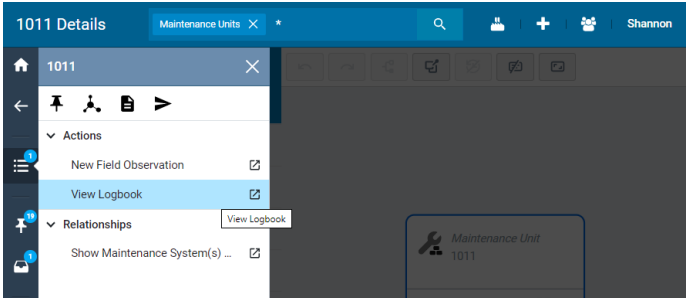 1011 Details
Maintenance Units
*
Shannon
1011
Actions
1
New Field Observation
View Logbook
View Logbook
19
Relationships
Show Maintenance System(s) ...
1
Maintenance Unit
1011